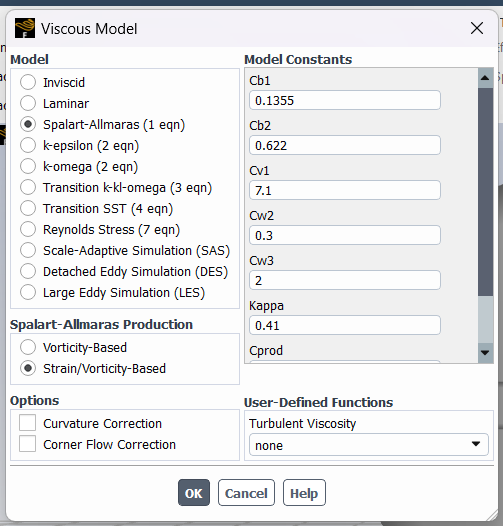 Viscous Model
Model
Inviscid
Laminar
Spalart-Allmaras (1 eqn)
k-epsilon (2 eqn)
k-omega (2 eqn)
Transition k-kl-omega (3 eqn)
Transition SST (4 eqn)
Reynolds Stress (7 eqn)
Scale-Adaptive Simulation (SAS)
Detached Eddy Simulation (DES)
Large Eddy Simulation (LES)
Spalart-Allmaras Production
Vorticity-Based
Strain/Vorticity-Based
Options
Curvature Correction
Corner Flow Correction
Model Constants
Cb1
0.1355
Cb2
0.622
Cv1
7.1
Cw2
0.3
Cw3
2
Kappa
0.41
Cprod
User-Defined Functions
Turbulent Viscosity
none
OK
Cancel
Help